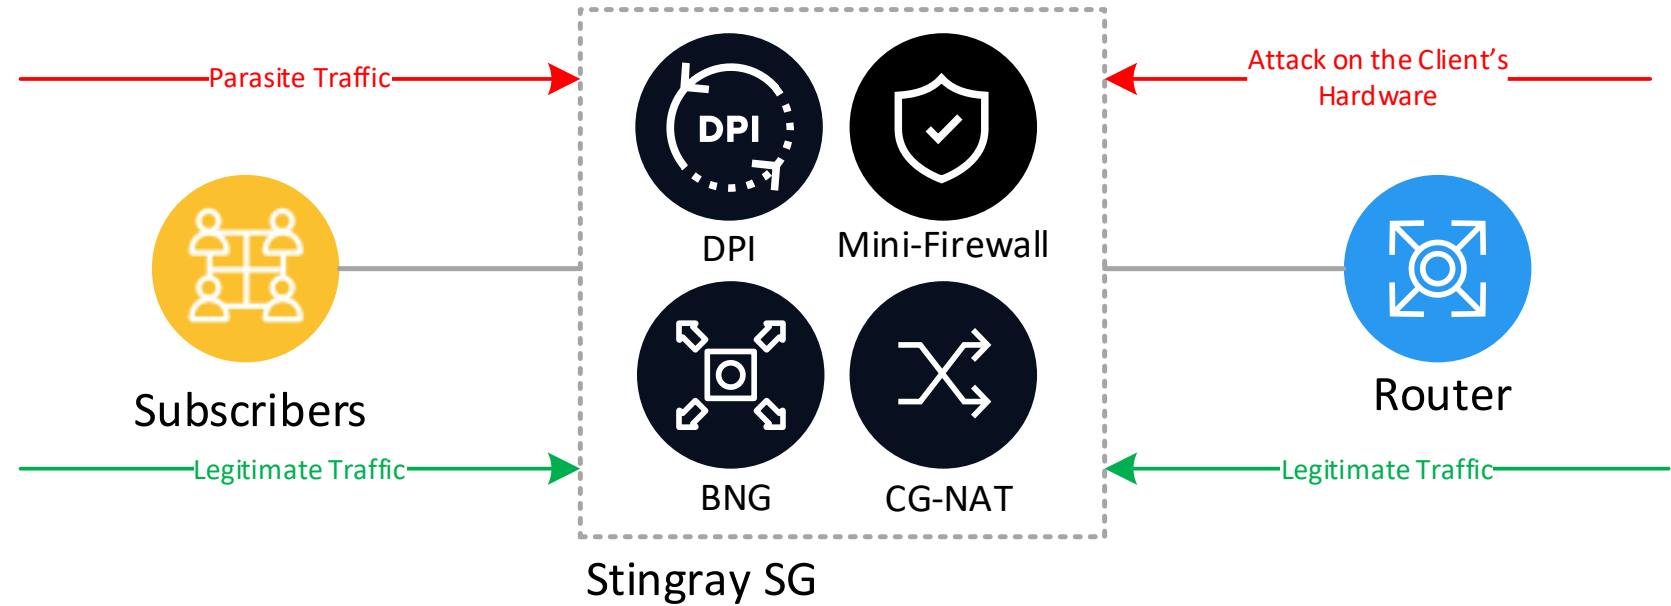 Parasite Traffic
Attack on the Client's
Hardware
DPI
DPI
Mini-Firewall
Subscribers
Router
Legitimate Traffic
Legitimate Traffic
BNG
CG-NAT
Stingray SG